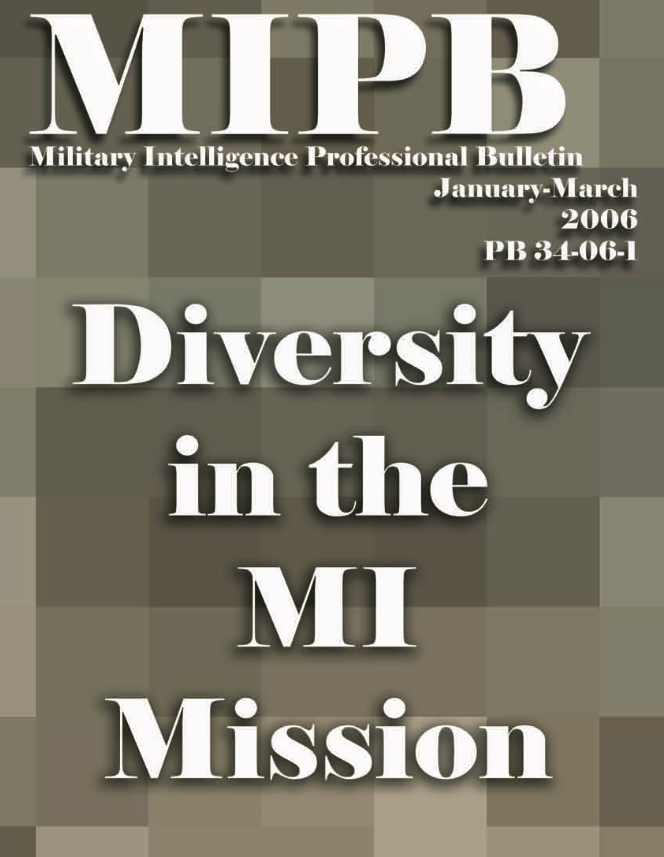 MIPB
Military Intelligence Professional Bulletin
January-March
2006
PB 34-06-1
Diversity
in the
MI
Mission